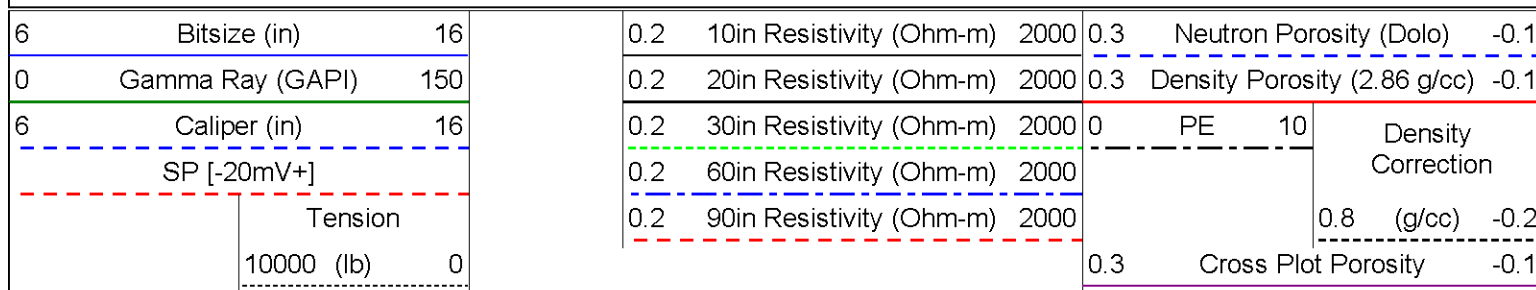 6 Bitsize (in) 16
0.2 10in Resistivity (Ohm-m) 2000
0.3 Neutron Porosity (Dolo) -0.1
0 Gamma Ray (GAPI) 150
0.2 20in Resistivity (Ohm-m) 2000
0.3 Density Porosity (2.86 g/cc) -0.1
6 Caliper (in) 16
0.2 30in Resistivity (Ohm-m) 2000
0 PE 10
Density
Correction
SP [-20mV+]
0.2 60in Resistivity (Ohm-m) 2000
Tension
0.2 90in Resistivity (Ohm-m) 2000
0.8 (g/cc) -0.2
10000 (lb) 0
0.3 Cross Plot Porosity -0.1